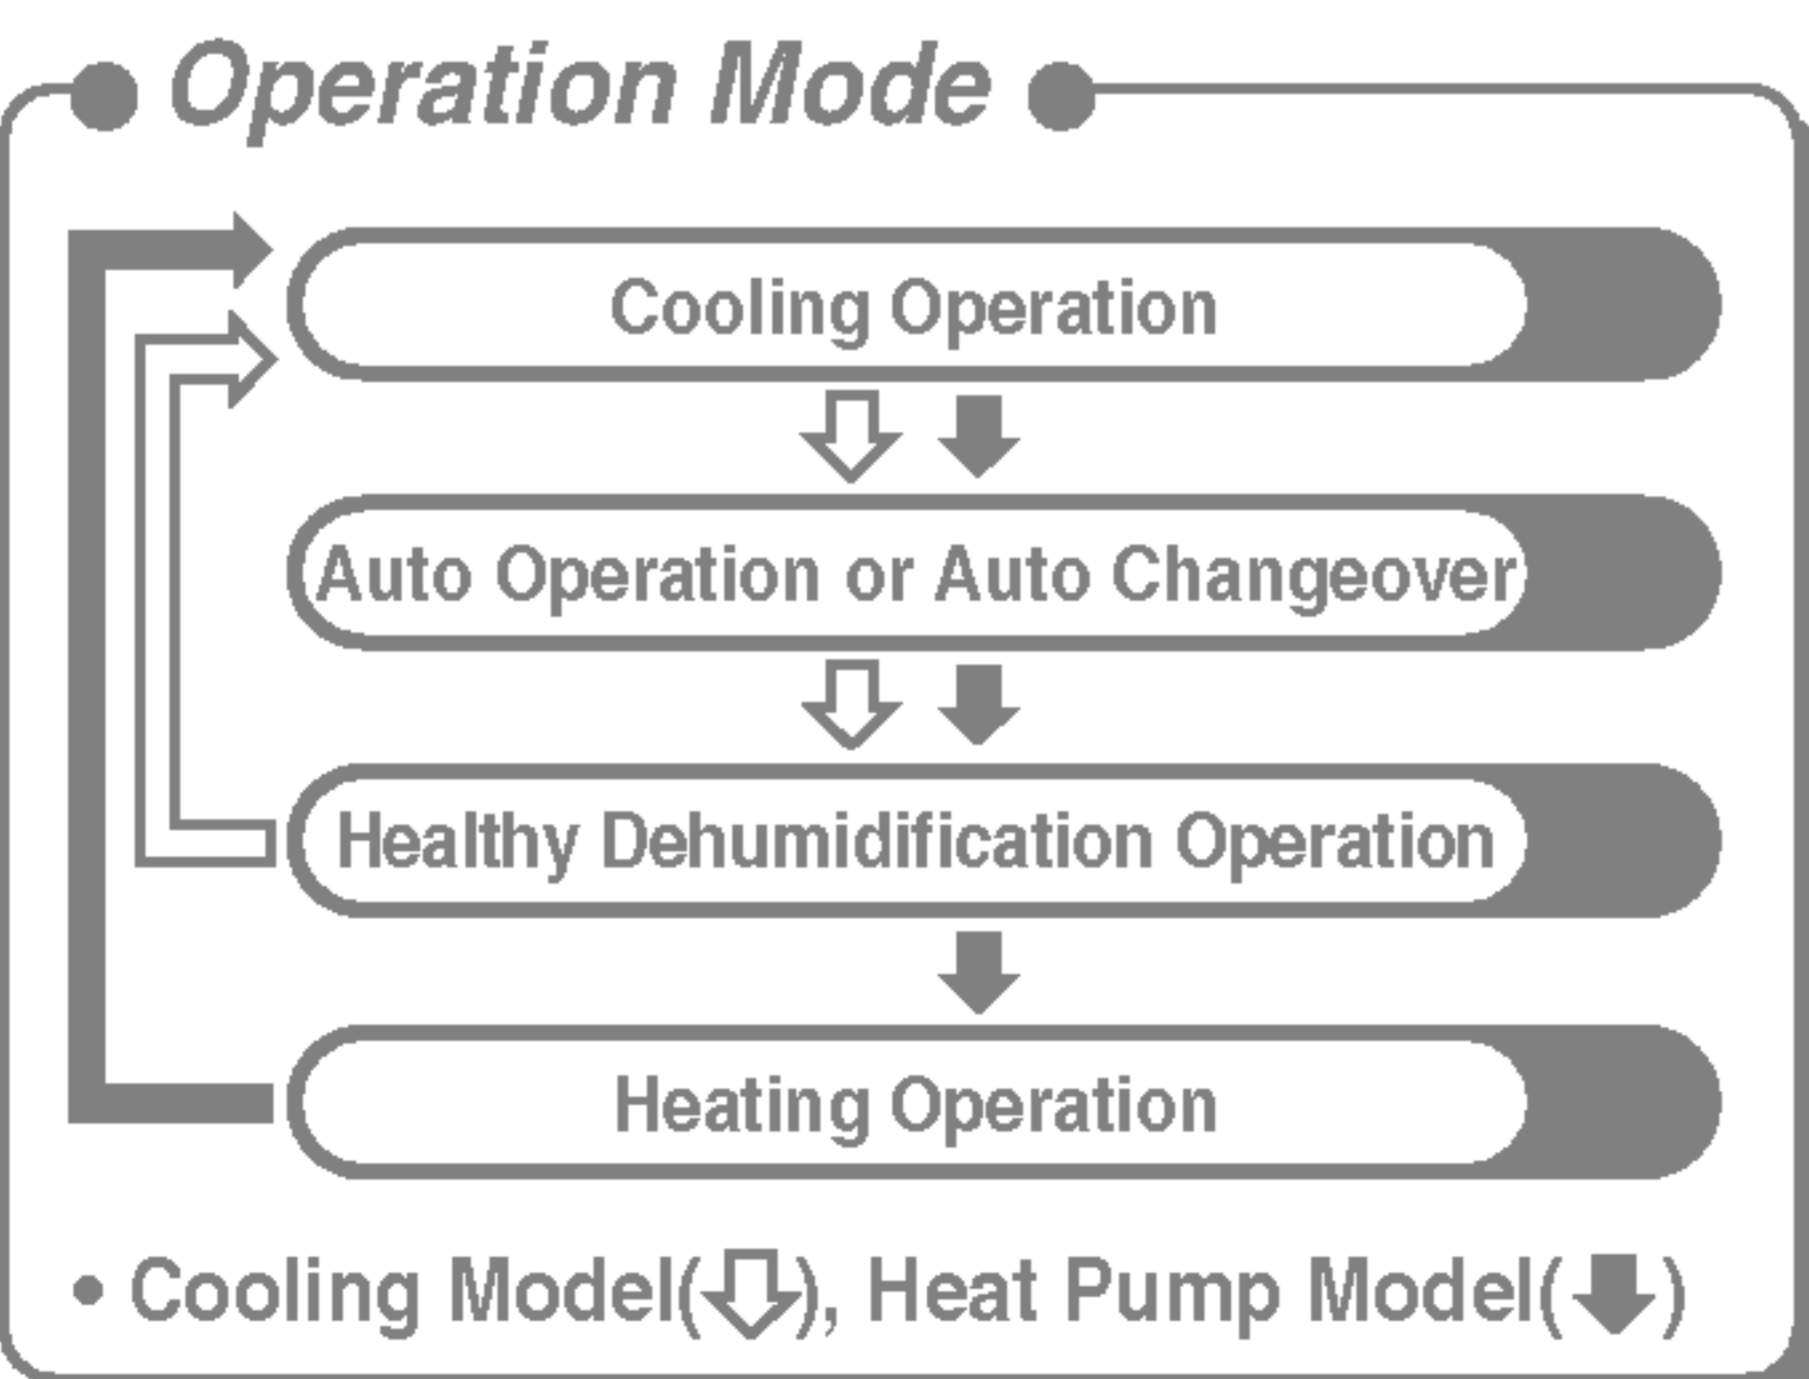 Operation Mode
Cooling Operation
Auto Operation or Auto Changeover
Healthy Dehumidification Operation
Heating Operation
• Cooling Model(⇩), Heat Pump Model(⬇)